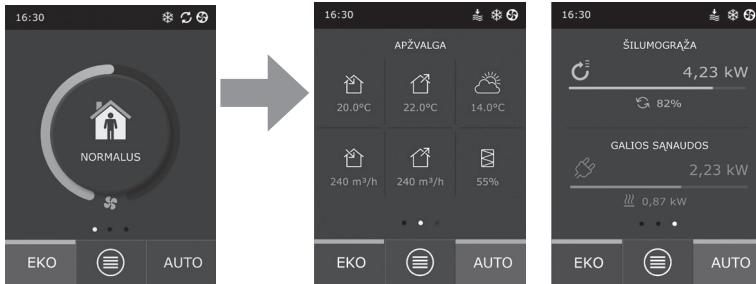 16:30
NORMALUS
EKO AUTO
16:30
APŽVALGA
20.0°C 22.0°C 14.0°C
240 m³/h 240 m³/h 55%
EKO AUTO
16:30
ŠILUMOGRĄŽA
4,23 kW
82%
GALIOS SĄNAUDOS
2,23 kW
0,87 kW
EKO AUTO